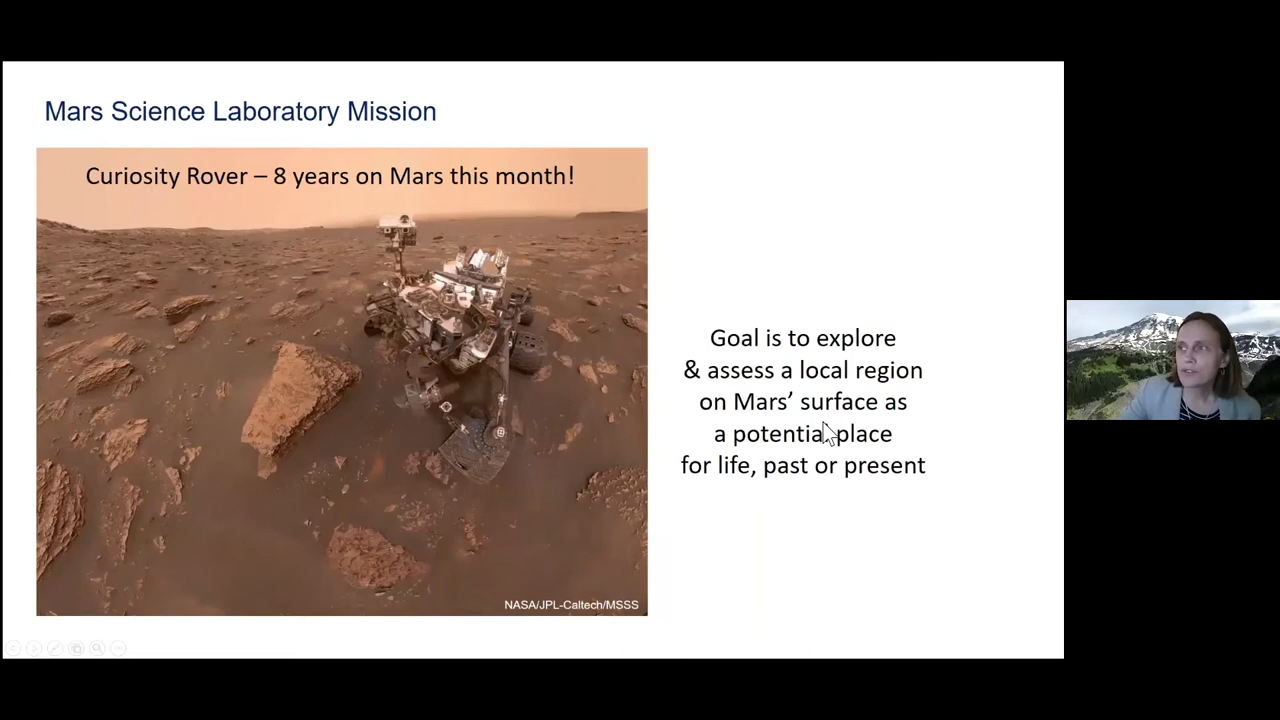 Mars Science Laboratory Mission
Curiosity Rover – 8 years on Mars this month!
Goal is to explore
& assess a local region
on Mars’ surface as
a potential place
for life, past or present
NASA/JPL-Caltech/MSSS